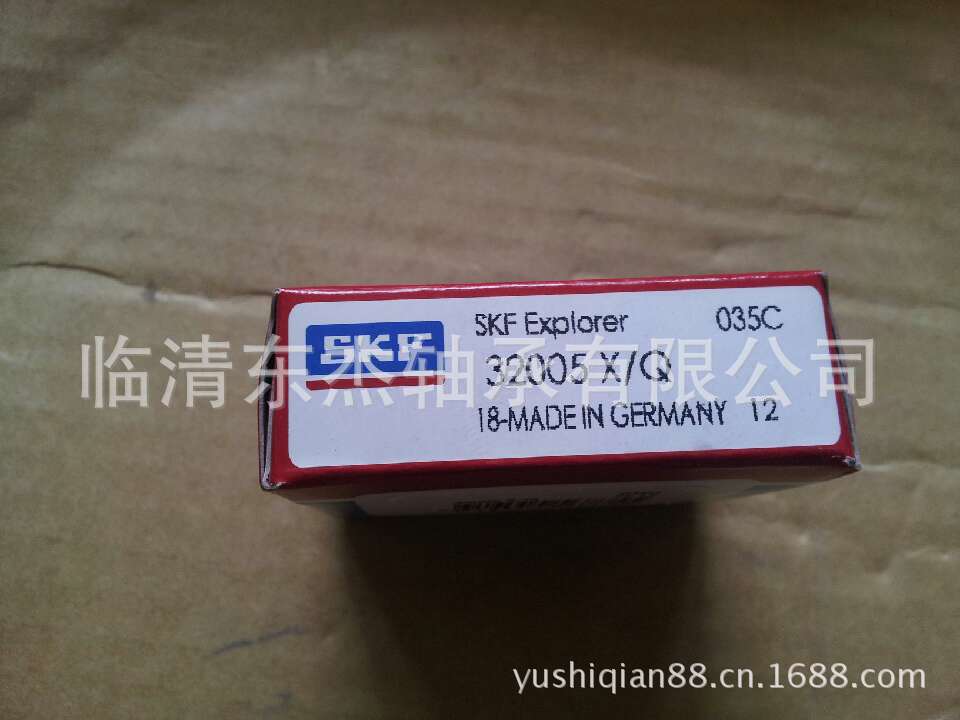 SKF
SKF Explorer 035C
32005 X/Q
18-MADE IN GERMANY 12
临清东杰轴承有限公司
yushiqian88.cn.1688.com